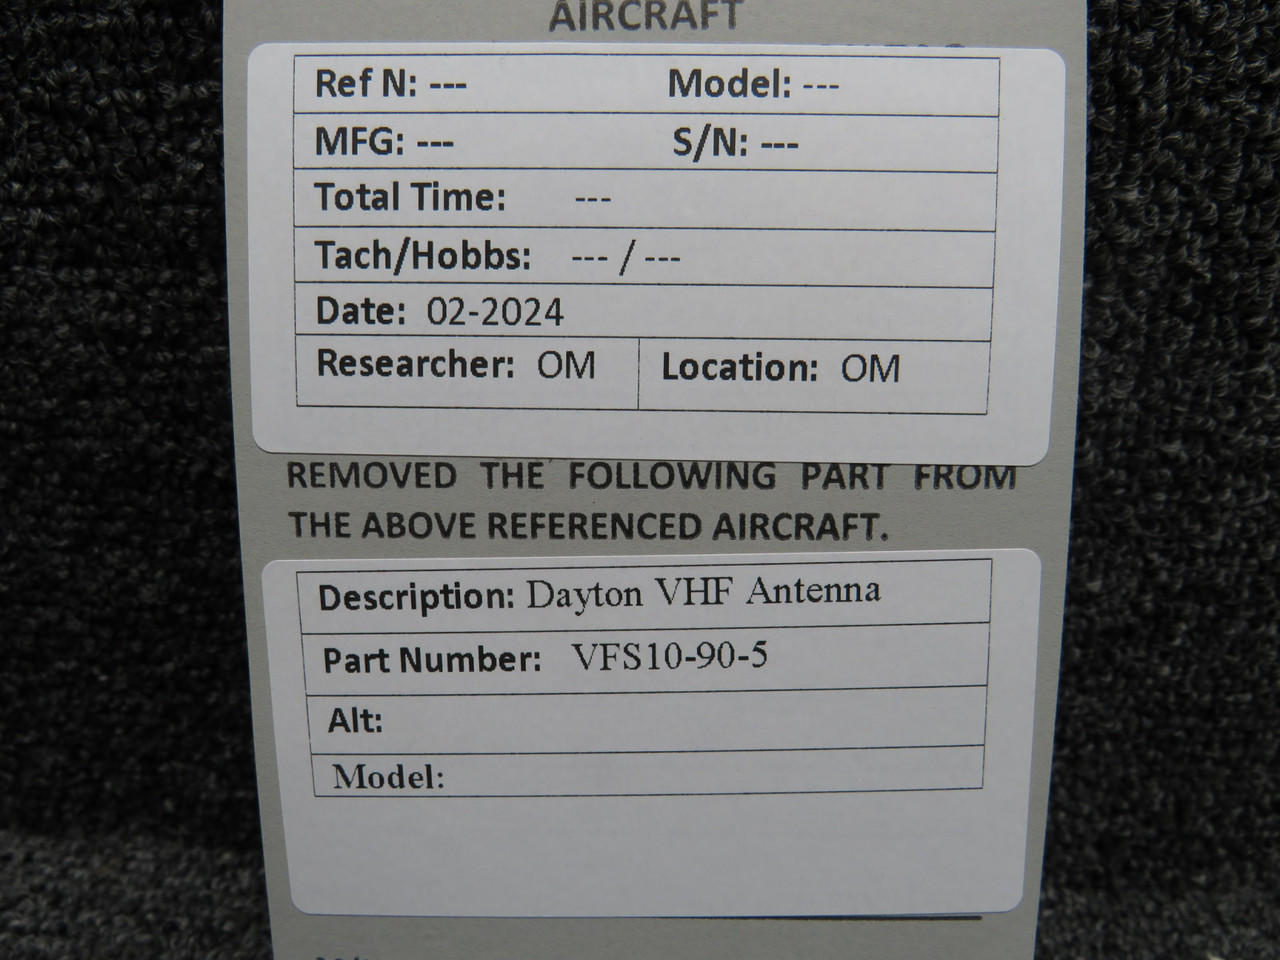 AIRCRAFT
Ref N: --- Model: ---
MFG: --- S/N: ---
Total Time: ---
Tach/Hobbs: --- / ---
Date: 02-2024
Researcher: OM Location: OM
REMOVED THE FOLLOWING PART FROM
THE ABOVE REFERENCED AIRCRAFT.
Description: Dayton VHF Antenna
Part Number: VFS10-90-5
Alt:
Model: